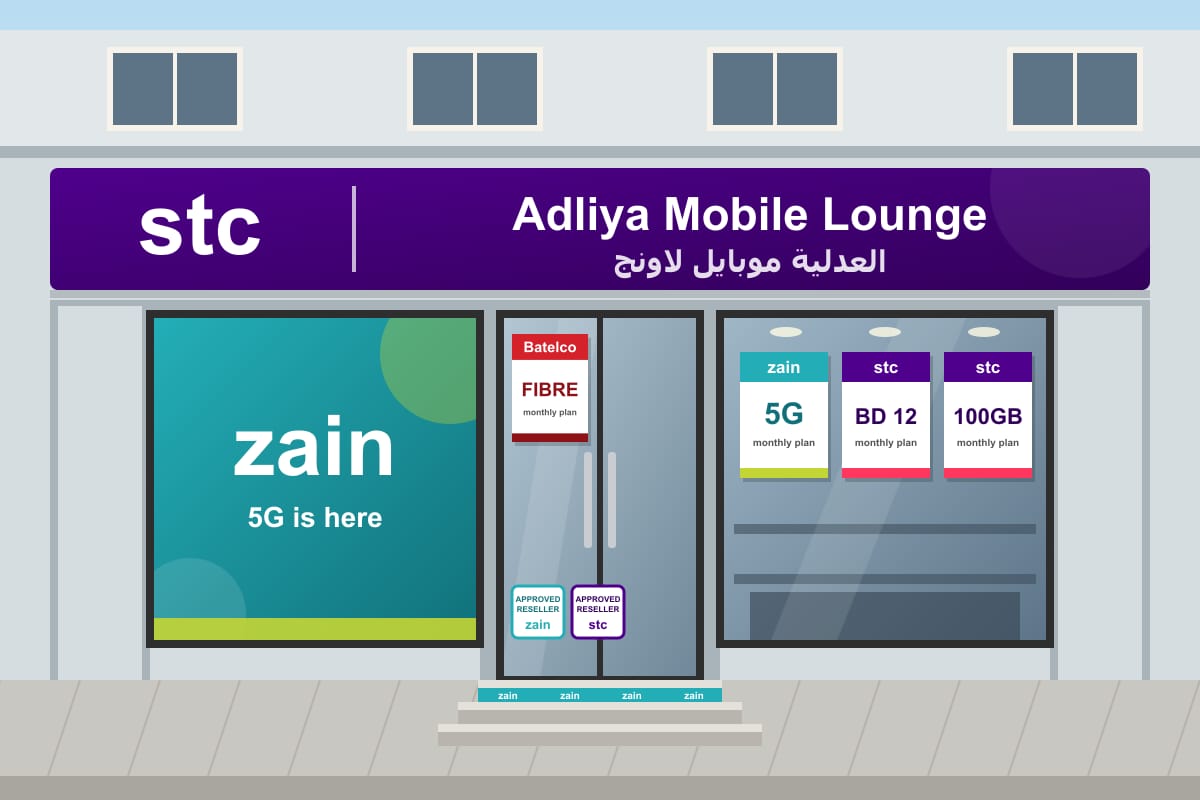 stc
Adliya Mobile Lounge
العدلية موبايل لاونج
zain
5G is here
Batelco
FIBRE
monthly plan
APPROVED
RESELLER
zain
APPROVED
RESELLER
stc
zain
5G
monthly plan
stc
BD 12
monthly plan
stc
100GB
monthly plan
zain zain zain zain